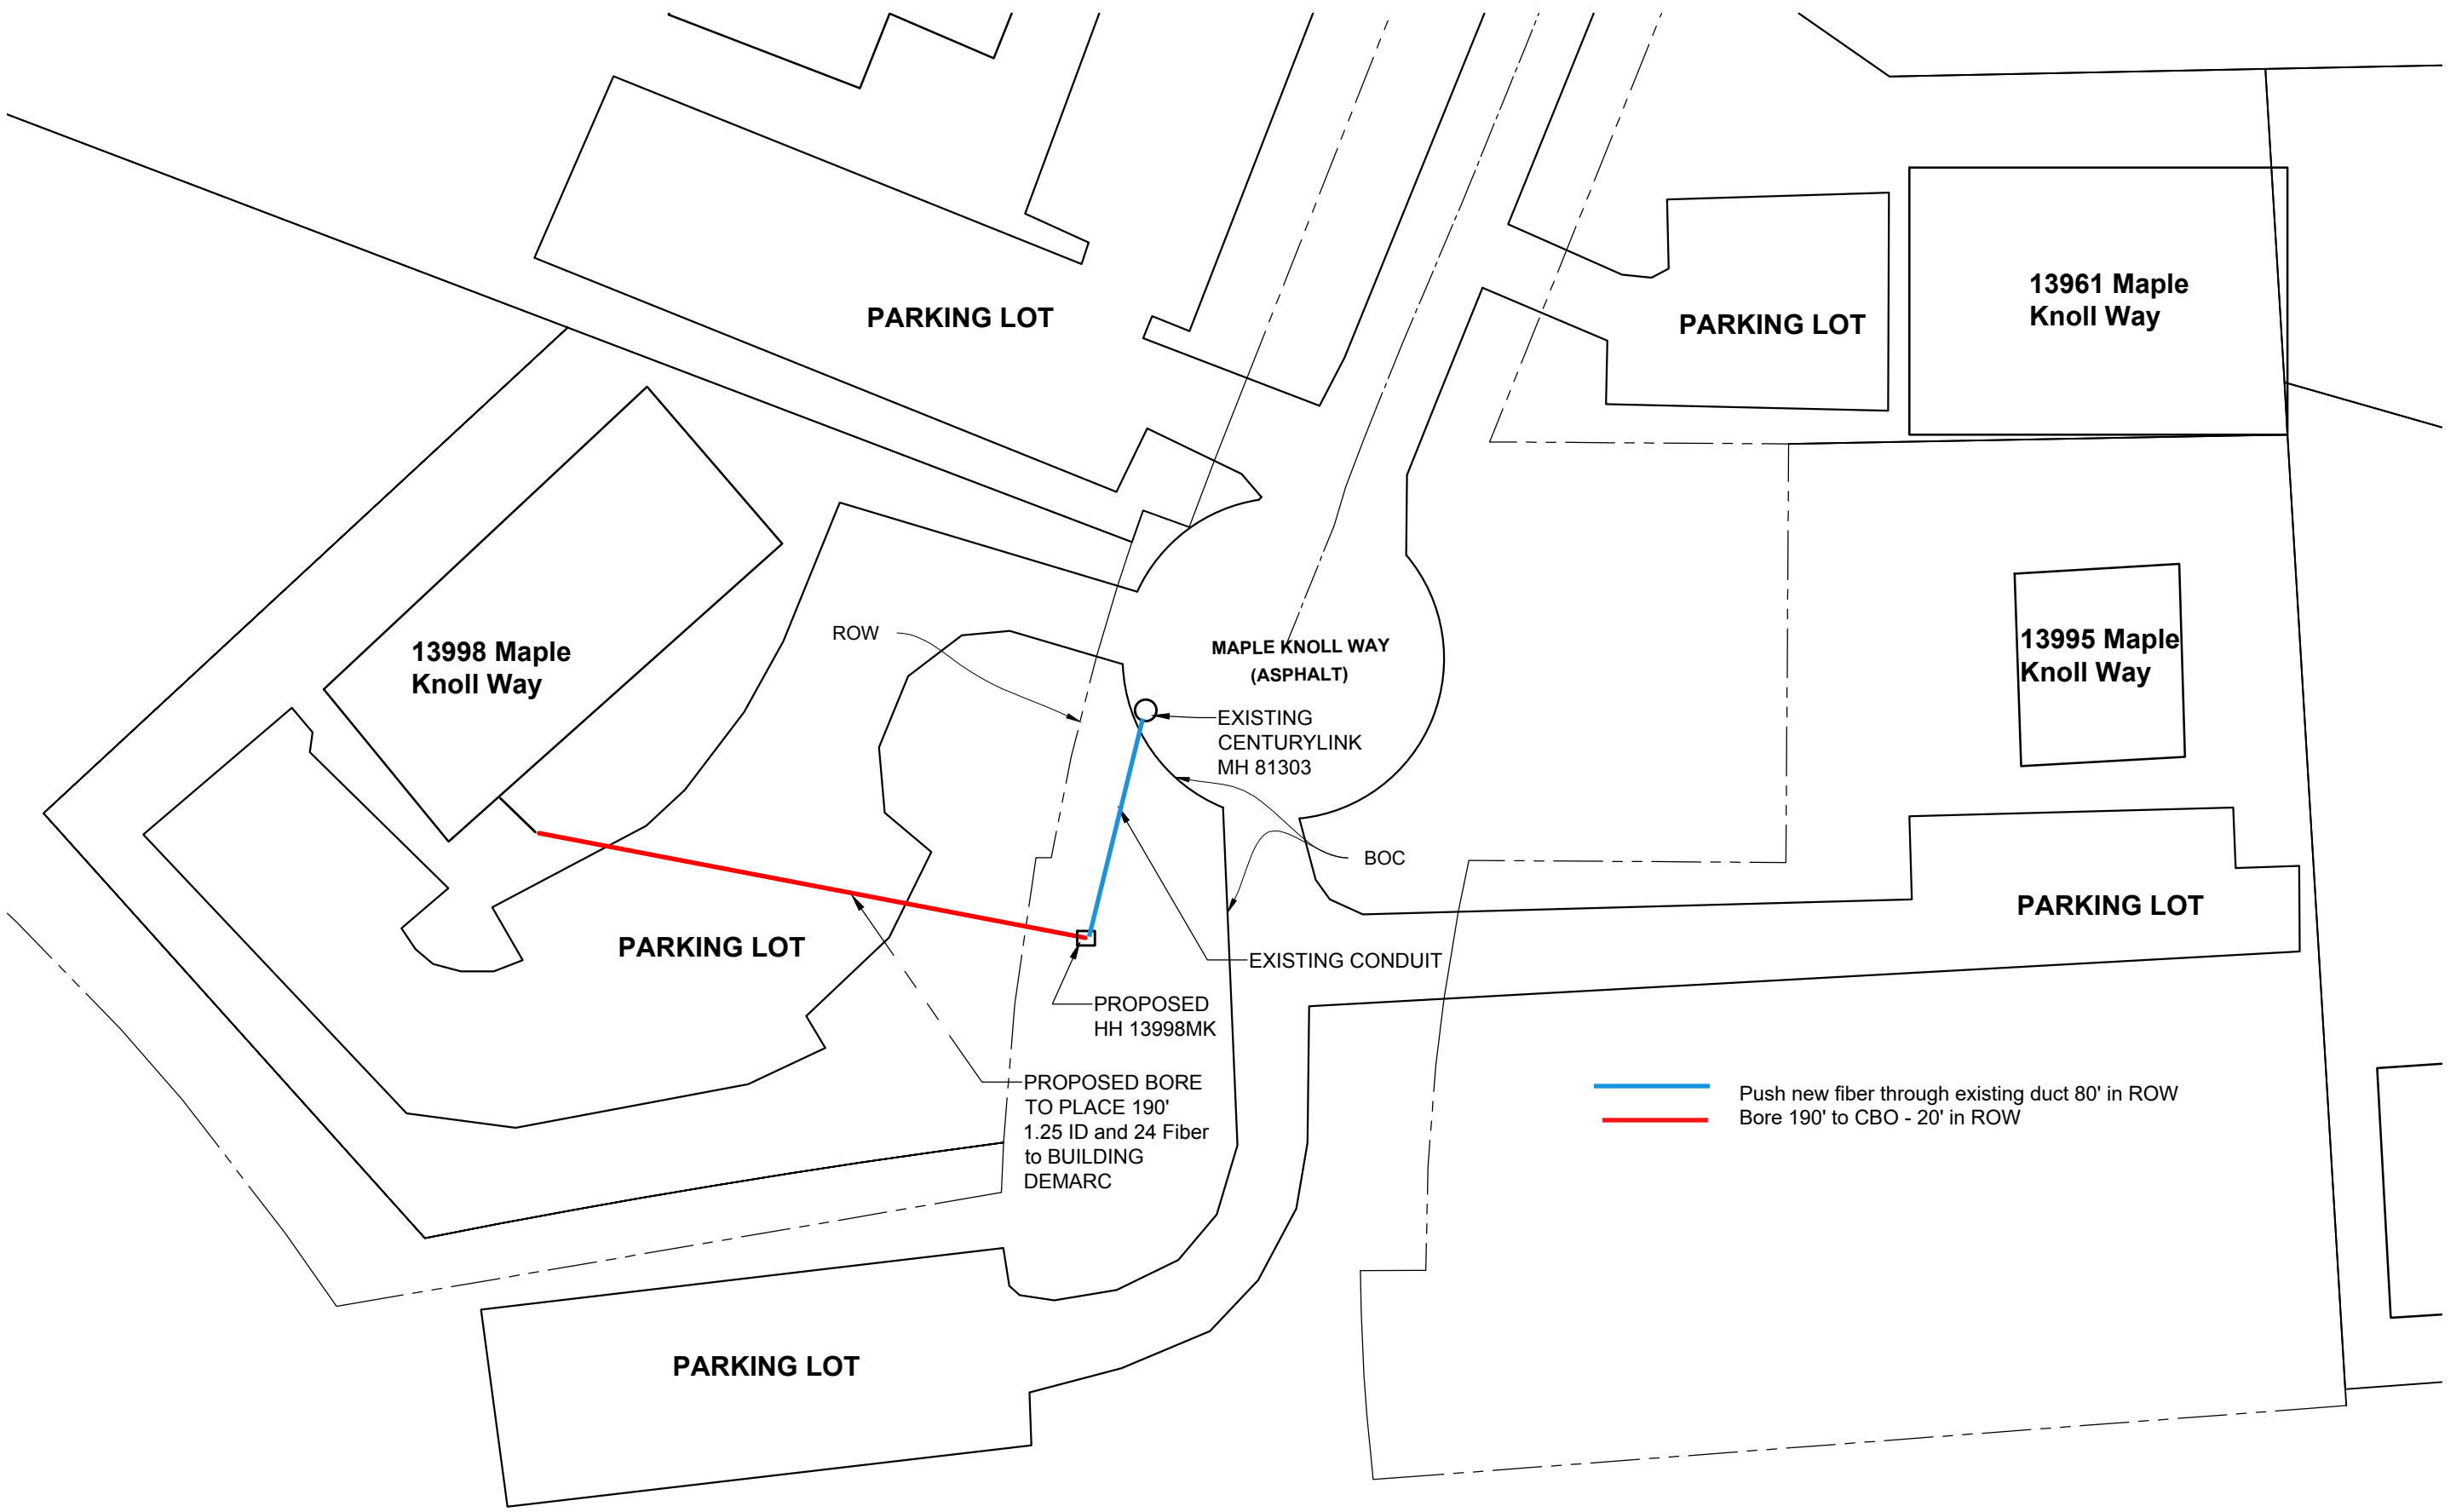 PARKING LOT
PARKING LOT
13961 Maple
Knoll Way
13998 Maple
Knoll Way
ROW
MAPLE KNOLL WAY
(ASPHALT)
13995 Maple
Knoll Way
EXISTING
CENTURYLINK
MH 81303
BOC
PARKING LOT
PARKING LOT
EXISTING CONDUIT
PROPOSED
HH 13998MK
PROPOSED BORE
TO PLACE 190'
1.25 ID and 24 Fiber
to BUILDING
DEMARC
Push new fiber through existing duct 80' in ROW
Bore 190' to CBO - 20' in ROW
PARKING LOT